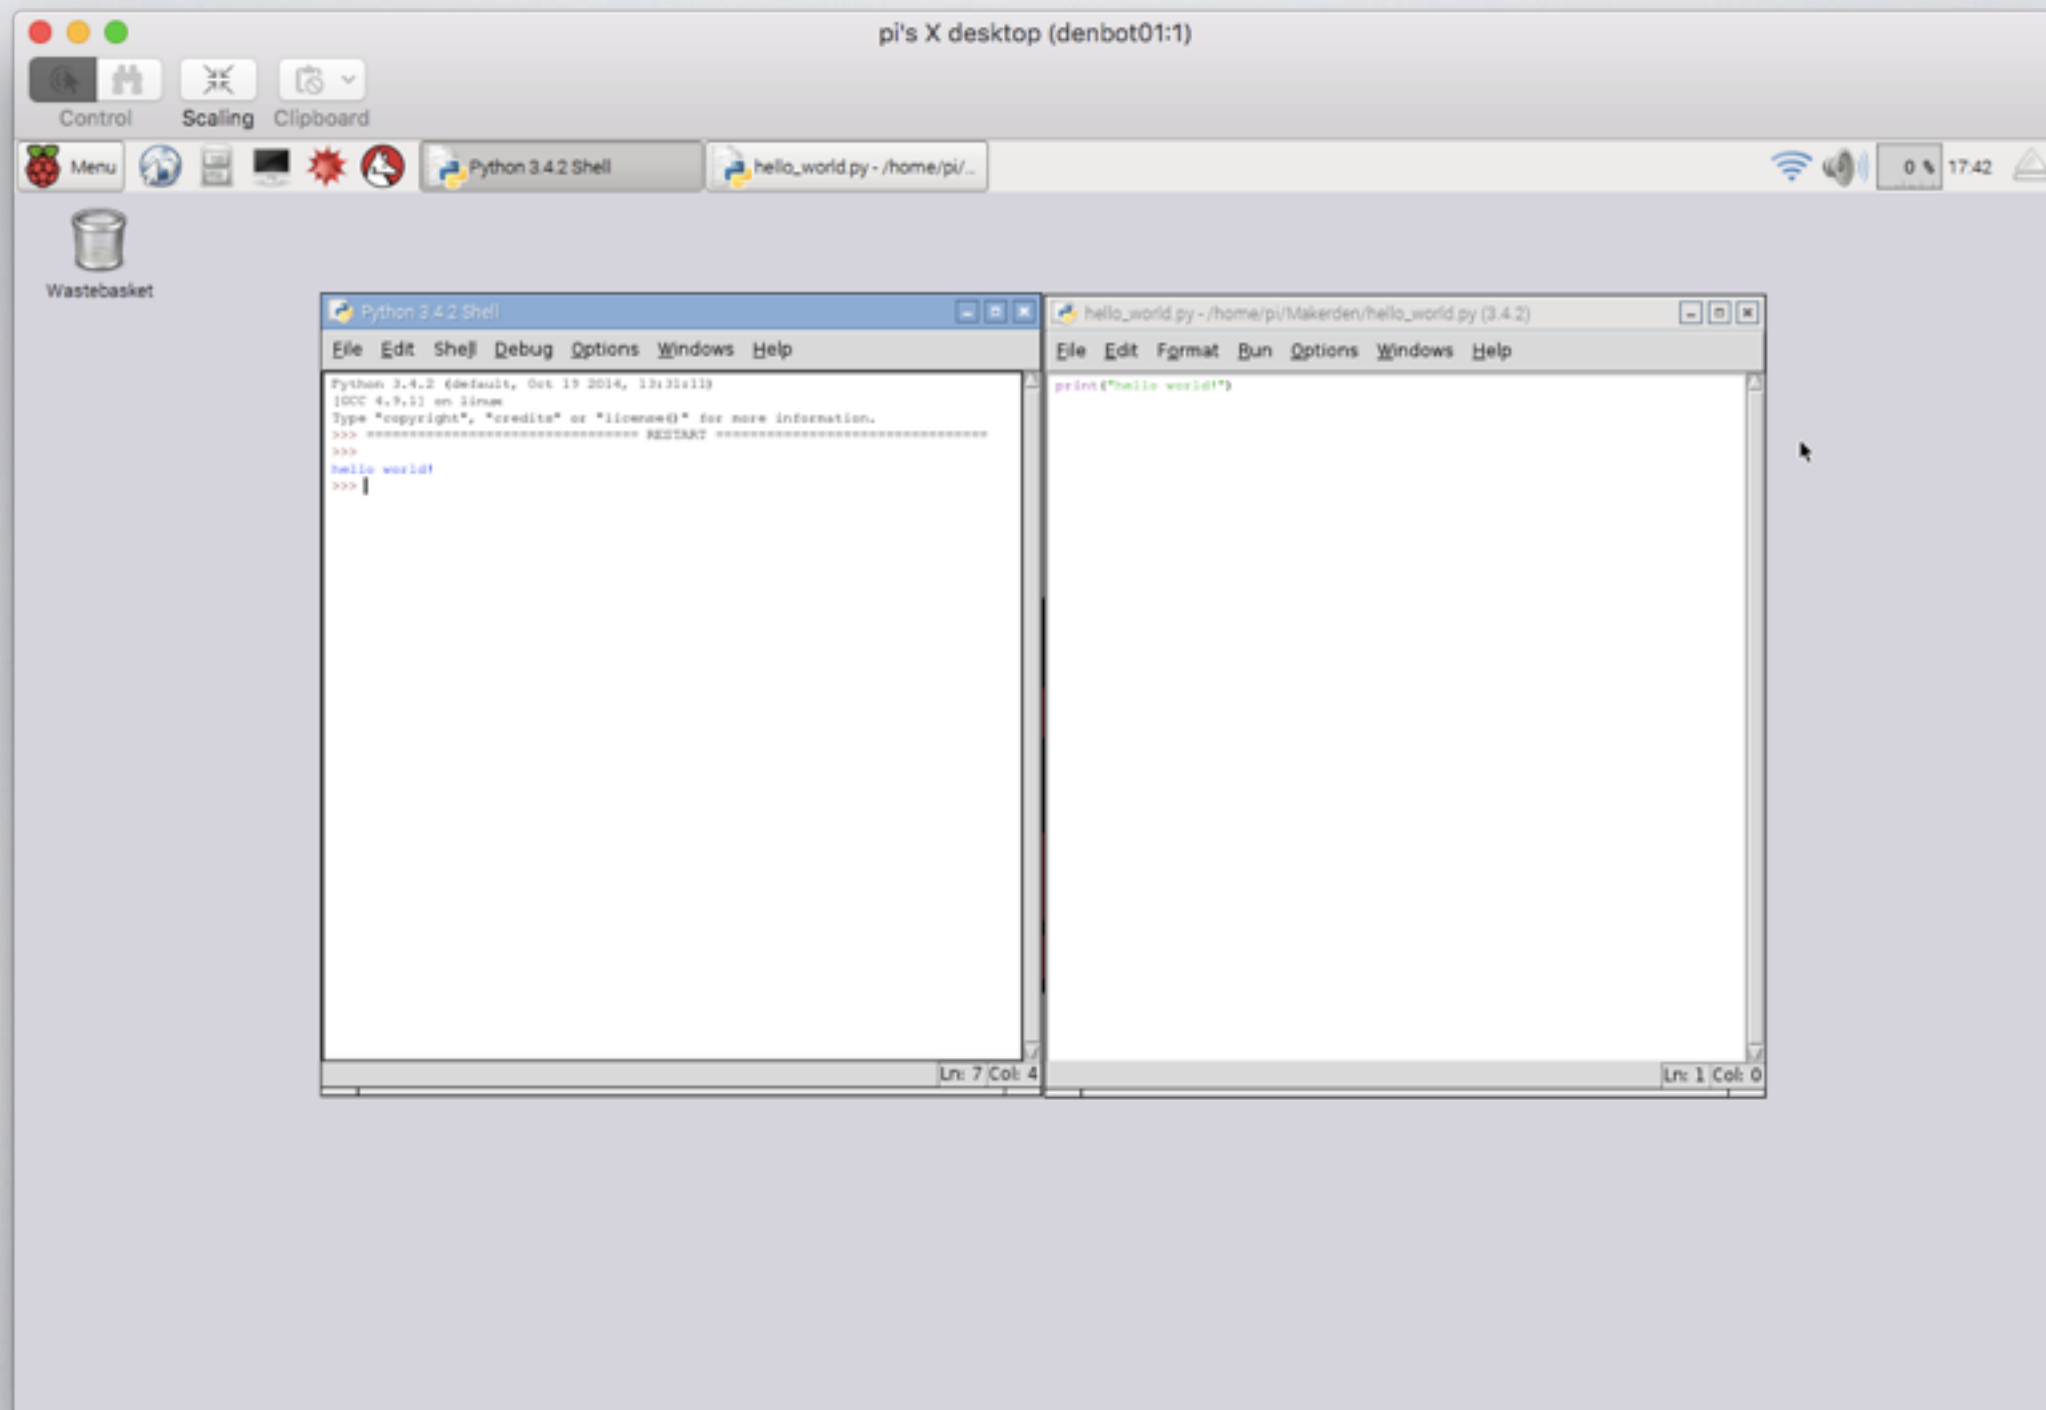 pi's X desktop (denbot01:1)
Control
Scaling
Clipboard
Menu
Python 3.4.2 Shell
hello_world.py - /home/pi/...
0 %
17:42
Wastebasket
Python 3.4.2 Shell
File Edit Shell Debug Options Windows Help
Python 3.4.2 (default, Oct 19 2014, 13:31:11)
[GCC 4.9.1] on linux
Type "copyright", "credits" or "license()" for more information.
>>> ================================ RESTART ================================
>>>
hello world!
>>>
Ln: 7 Col: 4
hello_world.py - /home/pi/Makerden/hello_world.py (3.4.2)
File Edit Format Run Options Windows Help
print("hello world!")
Ln: 1 Col: 0